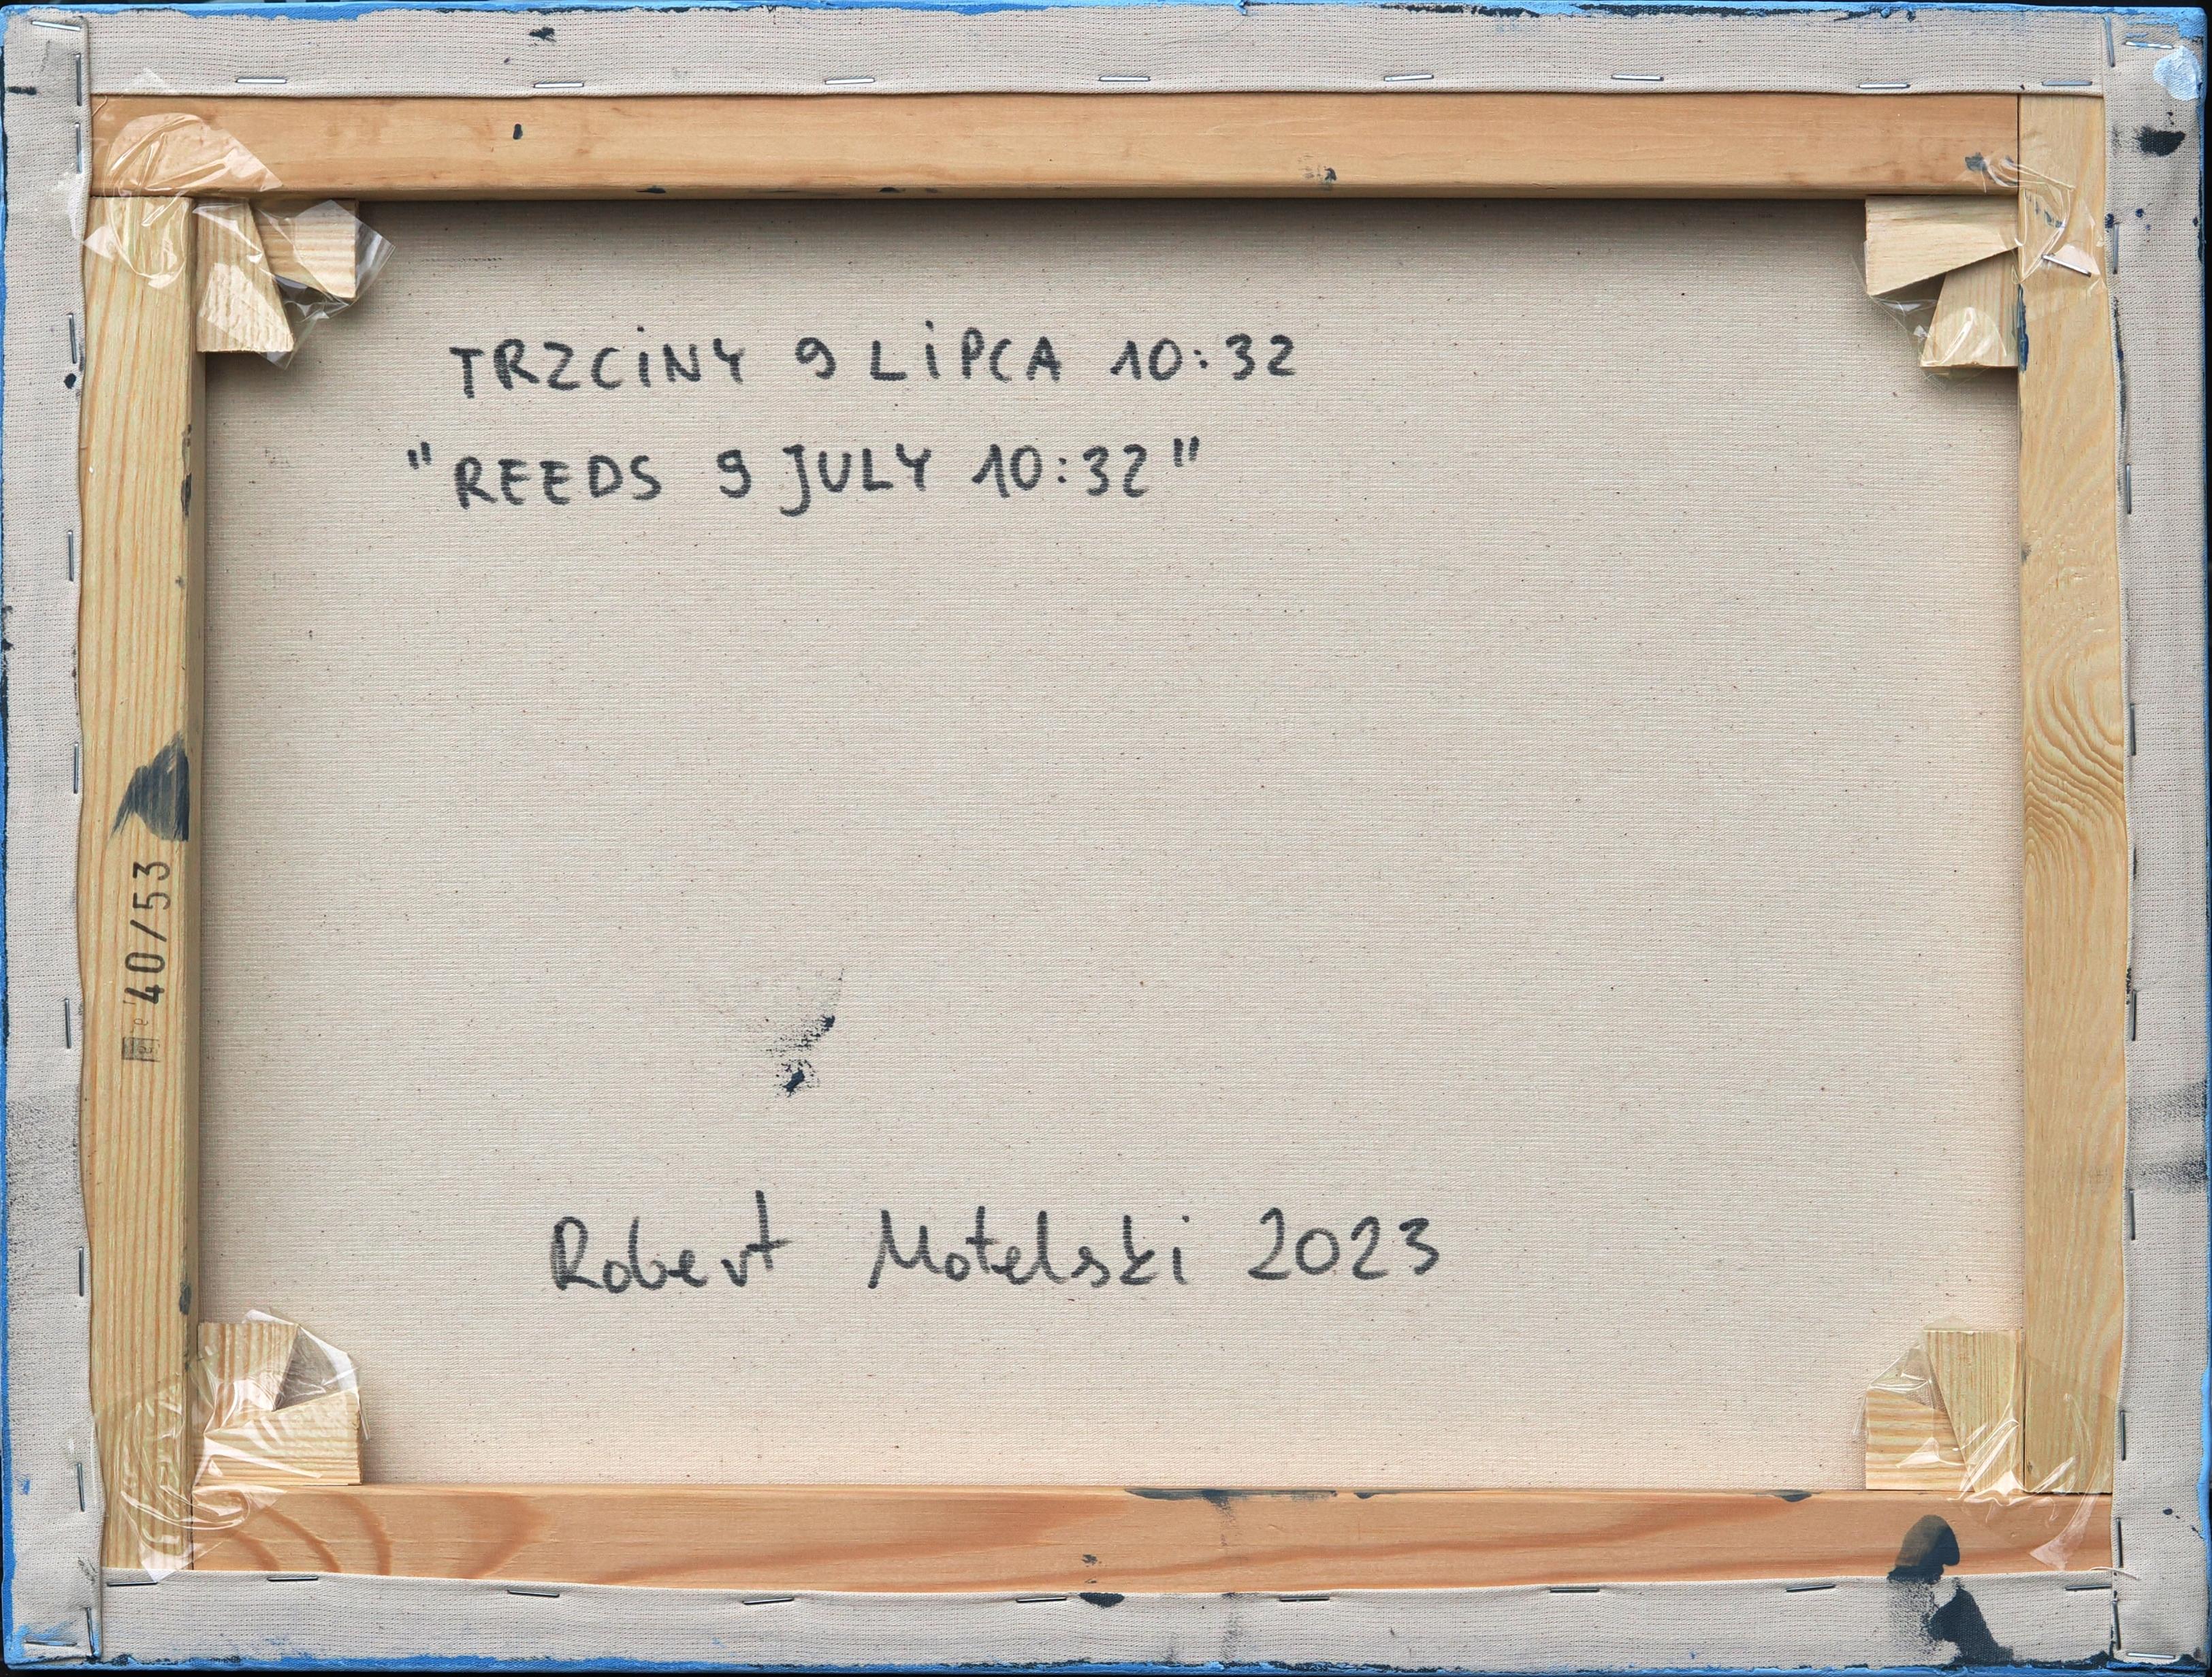 TRZCINY 9 LIPCA 10:32
"REEDS 9 JULY 10:32"
40/53
Robert Motelski 2023